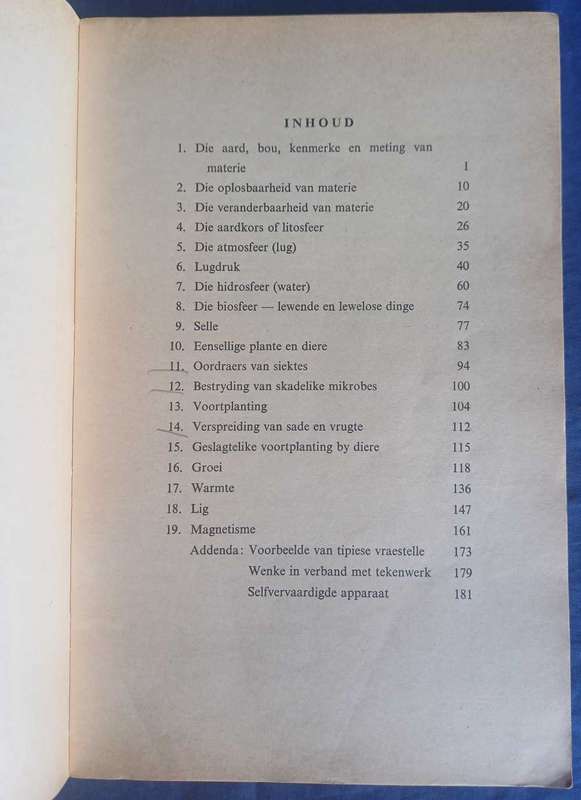 INHOUD
1. Die aard, bou, kenmerke en meting van
materie 1
2. Die oplosbaarheid van materie 10
3. Die veranderbaarheid van materie 20
4. Die aardkors of litosfeer 26
5. Die atmosfeer (lug) 35
6. Lugdruk 40
7. Die hidrosfeer (water) 60
8. Die biosfeer — lewende en lewelose dinge 74
9. Selle 77
10. Eensellige plante en diere 83
11. Oordraers van siektes 94
12. Bestryding van skadelike mikrobes 100
13. Voortplanting 104
14. Verspreiding van sade en vrugte 112
15. Geslagtelike voortplanting by diere 115
16. Groei 118
17. Warmte 136
18. Lig 147
19. Magnetisme 161
Addenda: Voorbeelde van tipiese vraestelle 173
Wenke in verband met tekenwerk 179
Selfvervaardigde apparaat 181